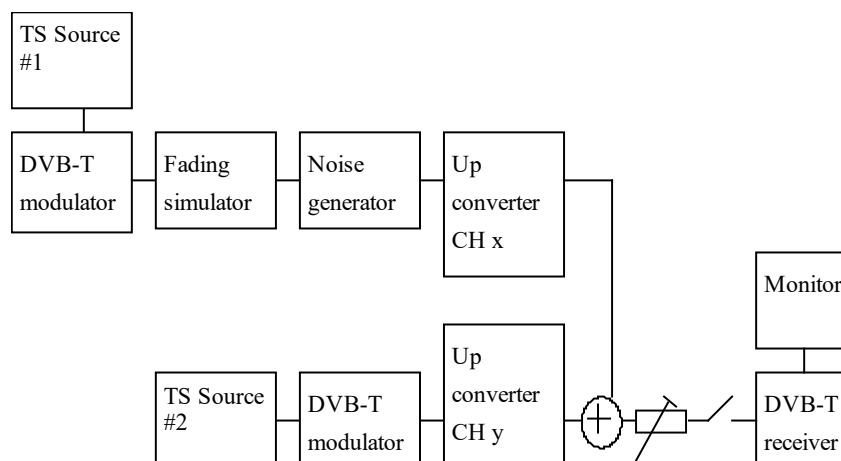 TS Source
#1
DVB-T
modulator
Fading
simulator
Noise
generator
Up
converter
CH x
Monitor
TS Source
#2
DVB-T
modulator
Up
converter
CH y
DVB-T
receiver